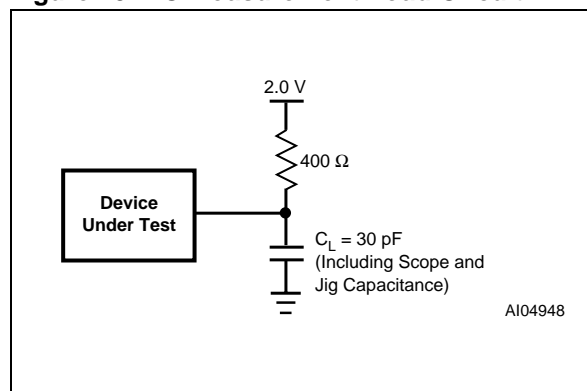 2.0 V
400 Ω
Device
Under Test
C_L = 30 pF
(Including Scope and
Jig Capacitance)
AI04948